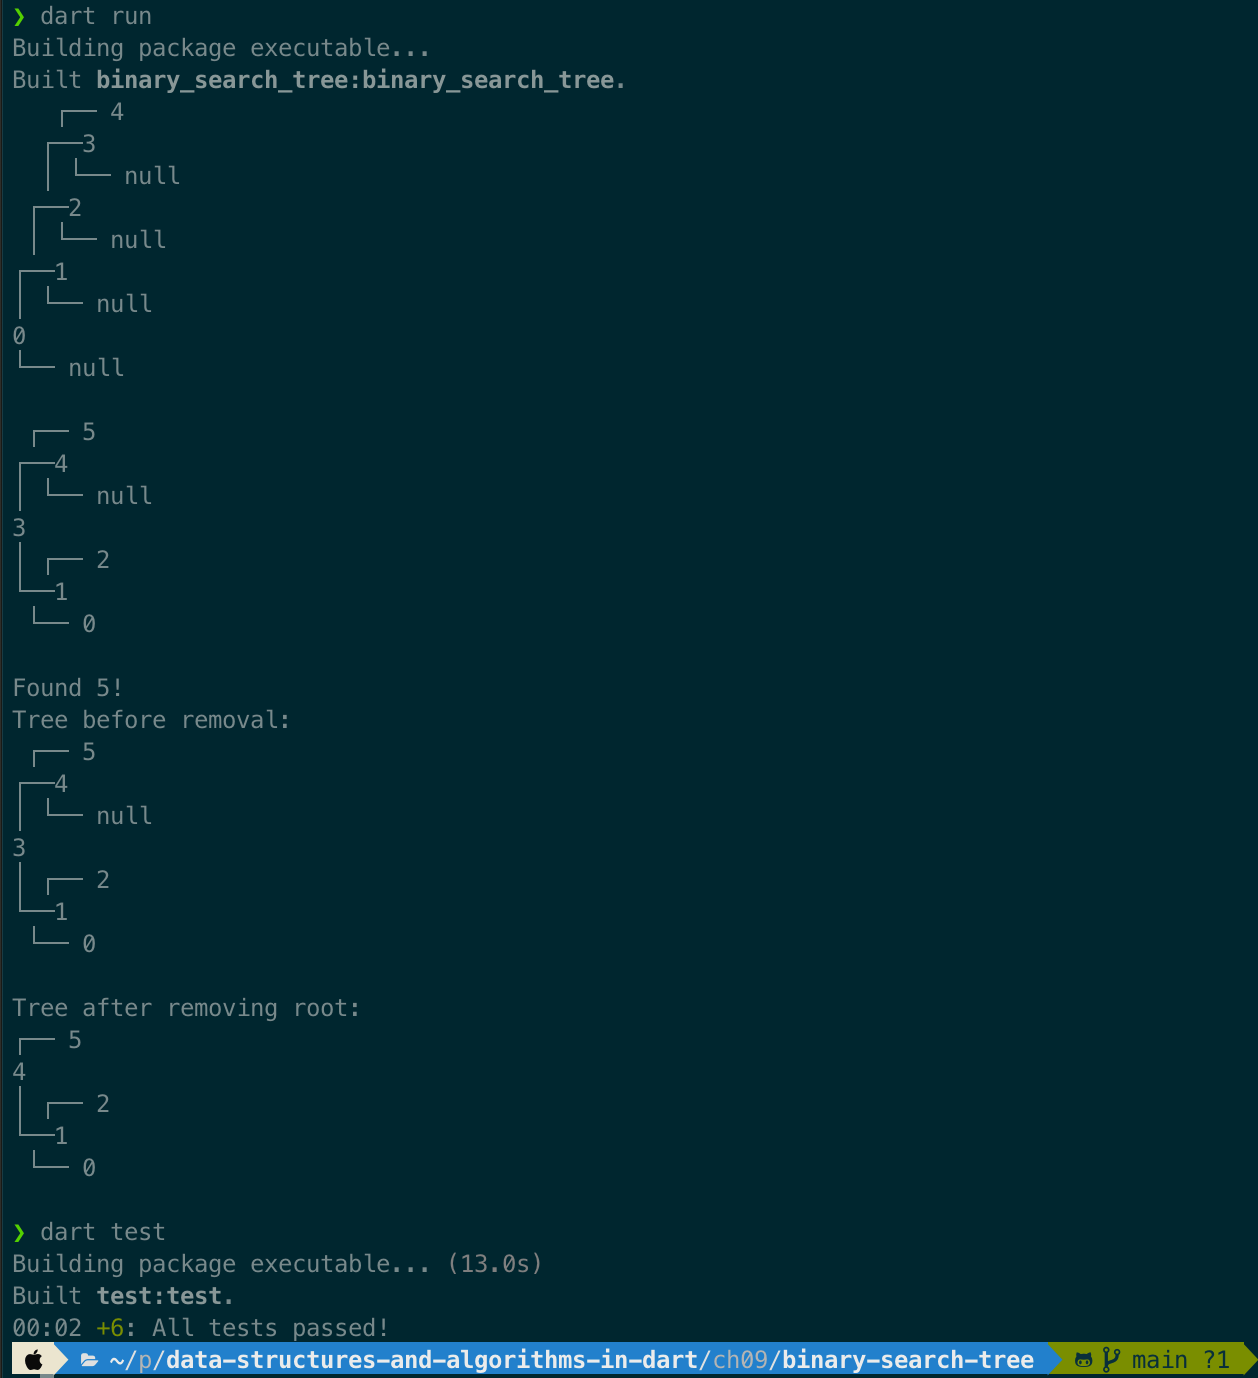 ❯ dart run
Building package executable...
Built binary_search_tree:binary_search_tree.
   ┌── 4
  ┌──3
  │ └── null
 ┌──2
 │ └── null
┌──1
│ └── null
0
└── null

 ┌── 5
┌──4
│ └── null
3
│ ┌── 2
└──1
 └── 0

Found 5!
Tree before removal:
 ┌── 5
┌──4
│ └── null
3
│ ┌── 2
└──1
 └── 0

Tree after removing root:
┌── 5
4
│ ┌── 2
└──1
 └── 0

❯ dart test
Building package executable... (13.0s)
Built test:test.
00:02 +6: All tests passed!
~/p/data-structures-and-algorithms-in-dart/ch09/binary-search-tree main ?1